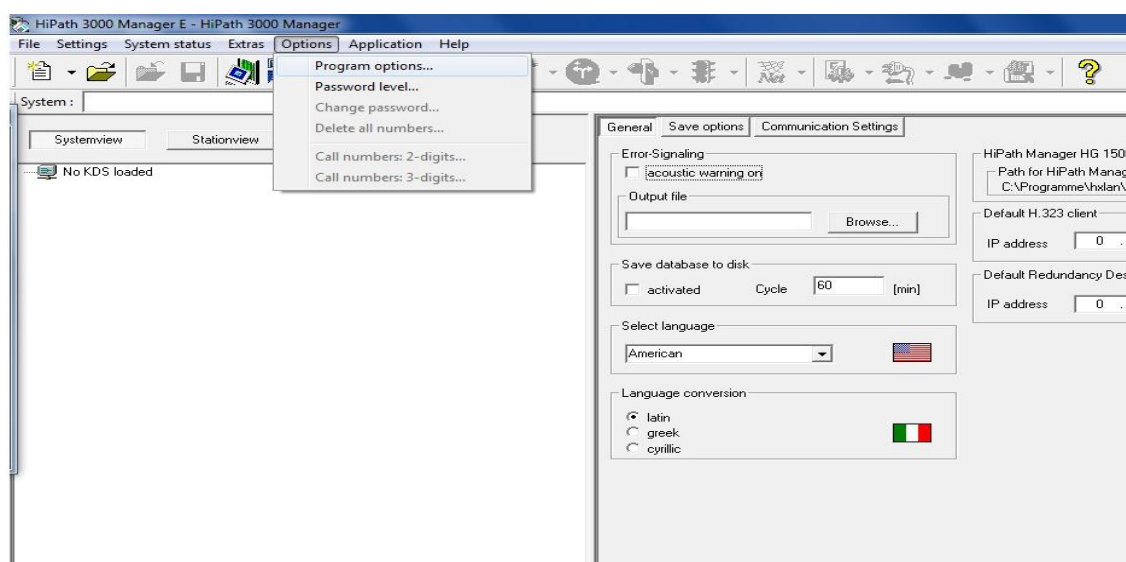 HiPath 3000 Manager E - HiPath 3000 Manager
File Settings System status Extras Options Application Help
Program options...
Password level...
Change password...
Delete all numbers...
Call numbers: 2-digits...
Call numbers: 3-digits...
Net
System :
Systemview Stationview
No KDS loaded
General Save options Communication Settings
Error-Signaling
acoustic warning on
Output file
Browse...
Save database to disk
activated Cycle 60 [min]
Select language
American
Language conversion
latin
greek
cyrillic
HiPath Manager HG 150
Path for HiPath Manag
C:\Programme\hxlan\
Default H.323 client
IP address 0 .
Default Redundancy Des
IP address 0 .